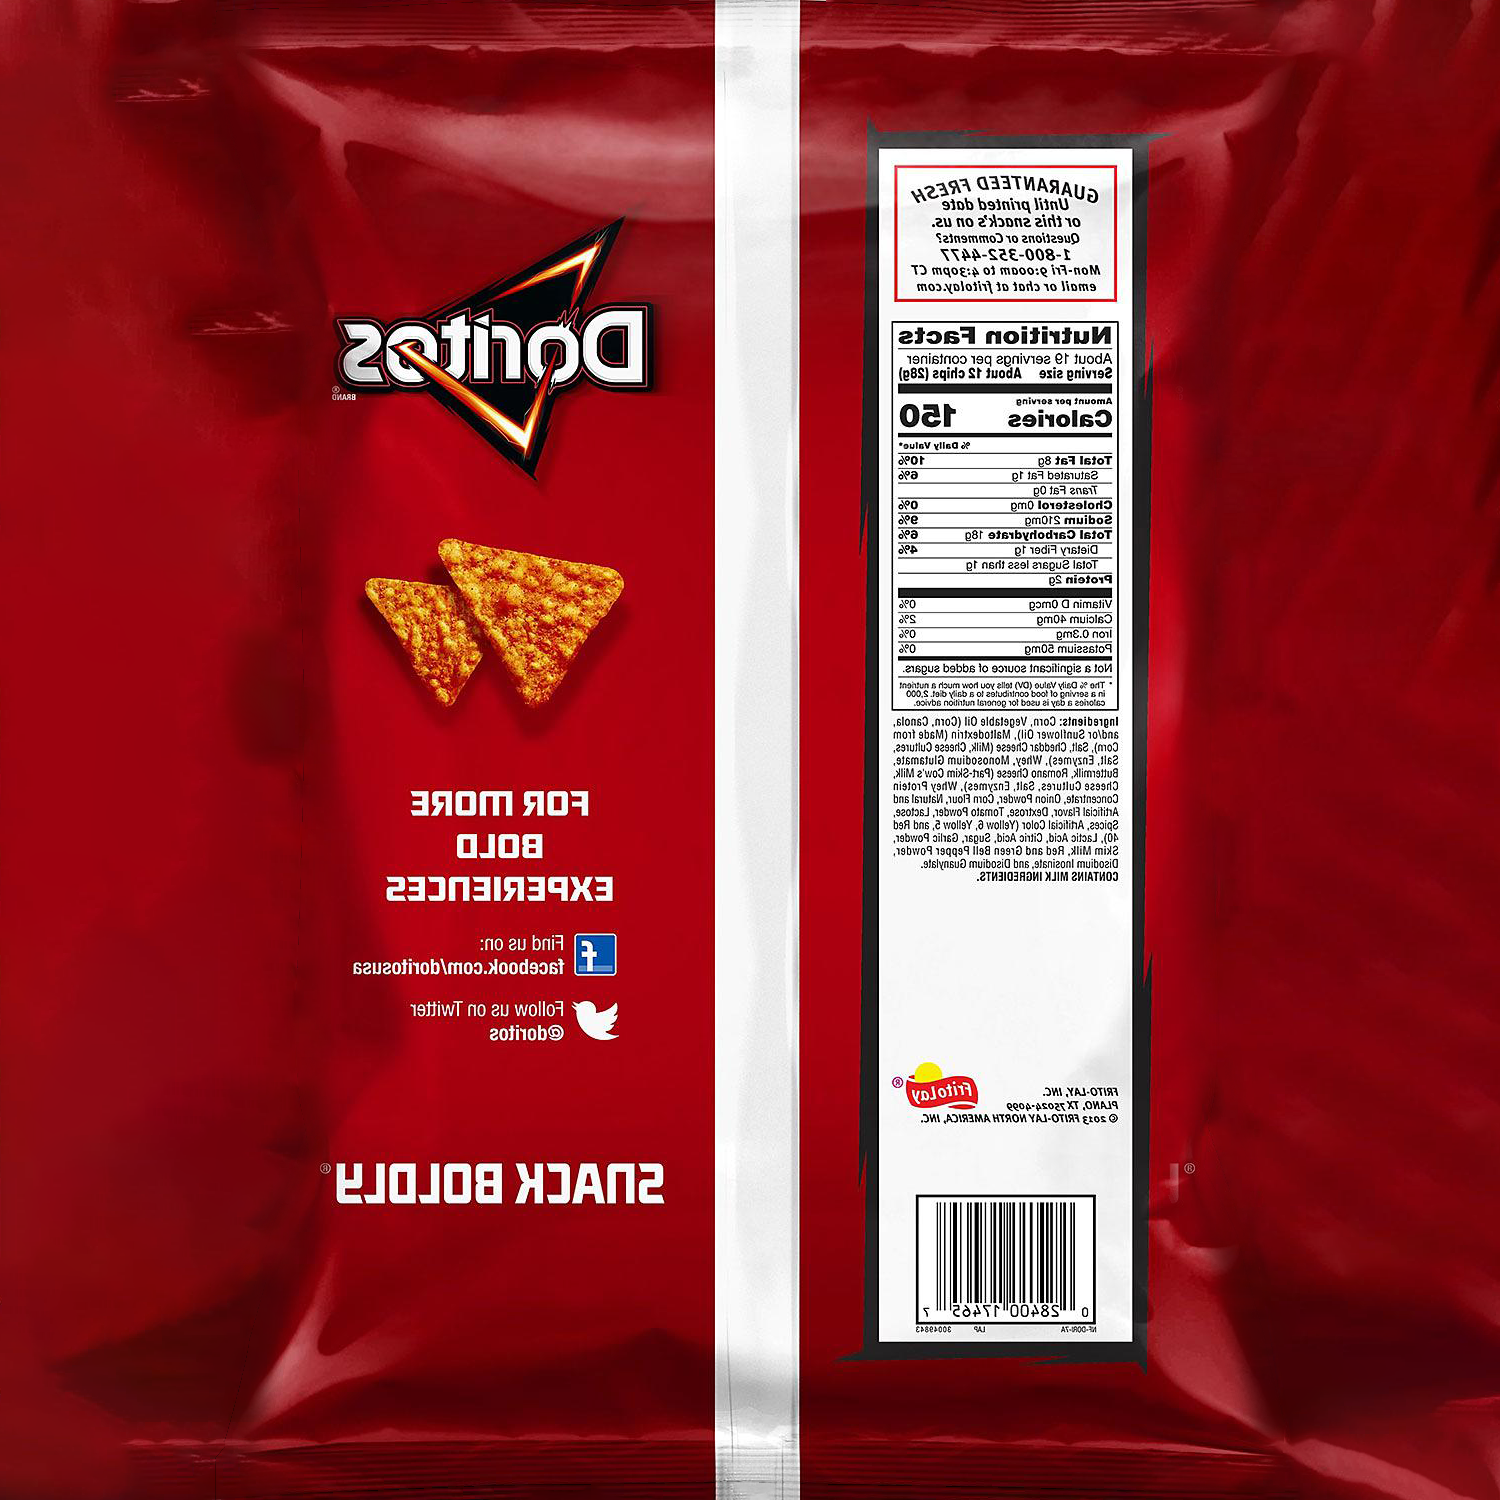 Doritos
BRAND
®
FOR MORE
BOLD
EXPERIENCES
Find us on:
facebook.com/doritosusa
Follow us on Twitter
@doritos
SNACK BOLDLY®
GUARANTEED FRESH
Until printed date
or this snack's on us.
Questions or Comments?
1-800-352-4477
Mon-Fri 9:00am to 4:30pm CT
email or chat at fritolay.com
Nutrition Facts
About 19 servings per container
Serving size About 12 chips (28g)
Amount per serving
Calories 150
% Daily Value*
Total Fat 8g 10%
Saturated Fat 1g 6%
Trans Fat 0g
Cholesterol 0mg 0%
Sodium 210mg 9%
Total Carbohydrate 18g 6%
Dietary Fiber 1g 4%
Total Sugars less than 1g
Protein 2g
Vitamin D 0mcg 0%
Calcium 40mg 2%
Iron 0.3mg 0%
Potassium 50mg 0%
Not a significant source of added sugars.
* The % Daily Value (DV) tells you how much a nutrient
in a serving of food contributes to a daily diet. 2,000
calories a day is used for general nutrition advice.
Ingredients: Corn, Vegetable Oil (Corn, Canola,
and/or Sunflower Oil), Maltodextrin (Made from
Corn), Salt, Cheddar Cheese (Milk, Cheese Cultures,
Salt, Enzymes), Whey, Monosodium Glutamate,
Buttermilk, Romano Cheese (Part-Skim Cow's Milk,
Cheese Cultures, Salt, Enzymes), Whey Protein
Concentrate, Onion Powder, Corn Flour, Natural and
Artificial Flavor, Dextrose, Tomato Powder, Lactose,
Spices, Artificial Color (Yellow 6, Yellow 5, and Red
40), Lactic Acid, Citric Acid, Sugar, Garlic Powder,
Skim Milk, Red and Green Bell Pepper Powder,
Disodium Inosinate, and Disodium Guanylate.
CONTAINS MILK INGREDIENTS.
FRITO-LAY, INC.
PLANO, TX 75024-4099
© 2013 FRITO-LAY NORTH AMERICA, INC.
FritoLay®
0 28400 17465 7
NF-DORI-7A LAP 30049843
®